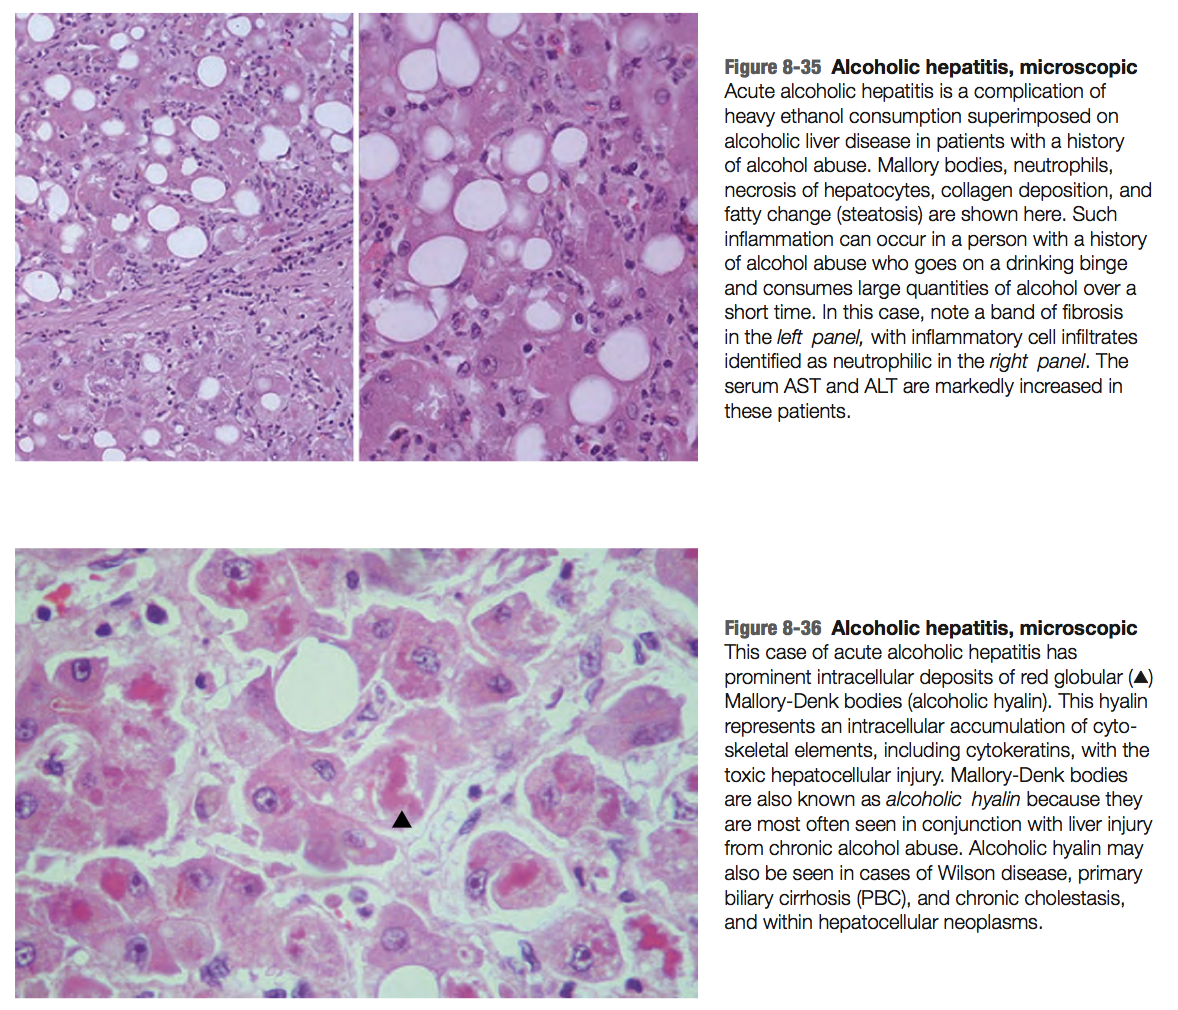 Figure 8-35 Alcoholic hepatitis, microscopic
Acute alcoholic hepatitis is a complication of
heavy ethanol consumption superimposed on
alcoholic liver disease in patients with a history
of alcohol abuse. Mallory bodies, neutrophils,
necrosis of hepatocytes, collagen deposition, and
fatty change (steatosis) are shown here. Such
inflammation can occur in a person with a history
of alcohol abuse who goes on a drinking binge
and consumes large quantities of alcohol over a
short time. In this case, note a band of fibrosis
in the left panel, with inflammatory cell infiltrates
identified as neutrophilic in the right panel. The
serum AST and ALT are markedly increased in
these patients.
Figure 8-36 Alcoholic hepatitis, microscopic
This case of acute alcoholic hepatitis has
prominent intracellular deposits of red globular (▲)
Mallory-Denk bodies (alcoholic hyalin). This hyalin
represents an intracellular accumulation of cyto-
skeletal elements, including cytokeratins, with the
toxic hepatocellular injury. Mallory-Denk bodies
are also known as alcoholic hyalin because they
are most often seen in conjunction with liver injury
from chronic alcohol abuse. Alcoholic hyalin may
also be seen in cases of Wilson disease, primary
biliary cirrhosis (PBC), and chronic cholestasis,
and within hepatocellular neoplasms.